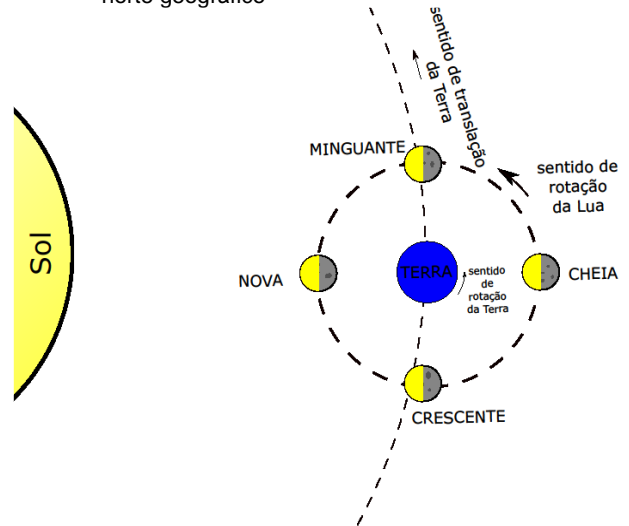 norte geográfico
sentido de translação
da Terra
MINGUANTE
sentido de
rotação
da Lua
Sol
NOVA
TERRA
sentido
de
rotação
da Terra
CHEIA
CRESCENTE